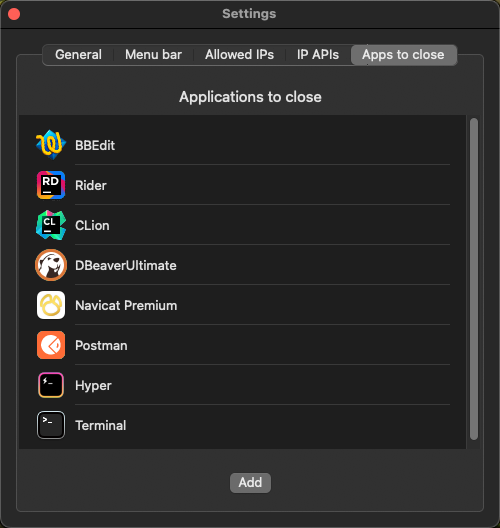 Settings
General
Menu bar
Allowed IPs
IP APIs
Apps to close
Applications to close
BBEdit
RD
Rider
CL
CLion
DBeaverUltimate
Navicat Premium
Postman
Hyper
>_
Terminal
Add